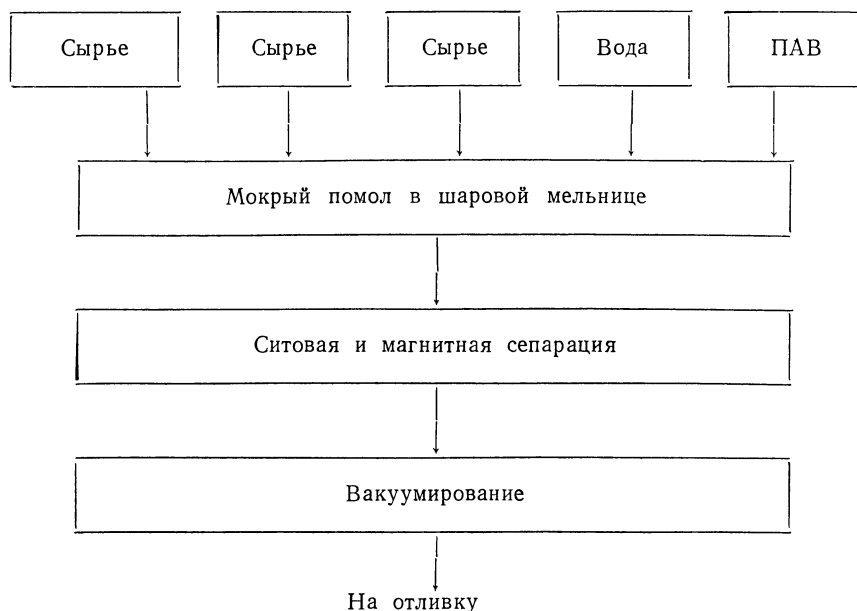 Сырье Сырье Сырье Вода ПАВ
Мокрый помол в шаровой мельнице
Ситовая и магнитная сепарация
Вакуумирование
На отливку